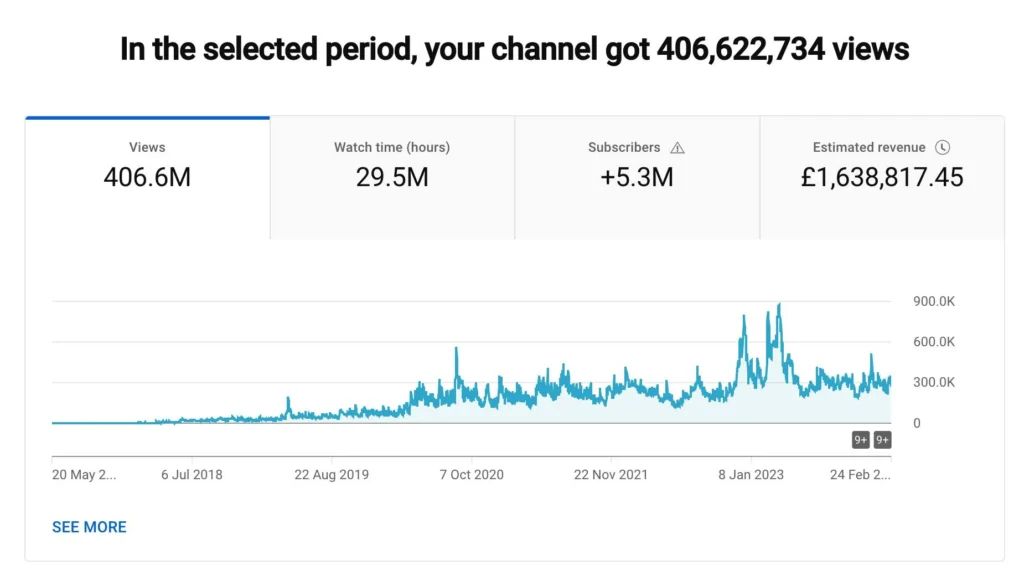 In the selected period, your channel got 406,622,734 views
Views
406.6M
Watch time (hours)
29.5M
Subscribers
+5.3M
Estimated revenue
£1,638,817.45
900.0K
600.0K
300.0K
0
9+ 9+
20 May 2... 6 Jul 2018 22 Aug 2019 7 Oct 2020 22 Nov 2021 8 Jan 2023 24 Feb 2...
SEE MORE